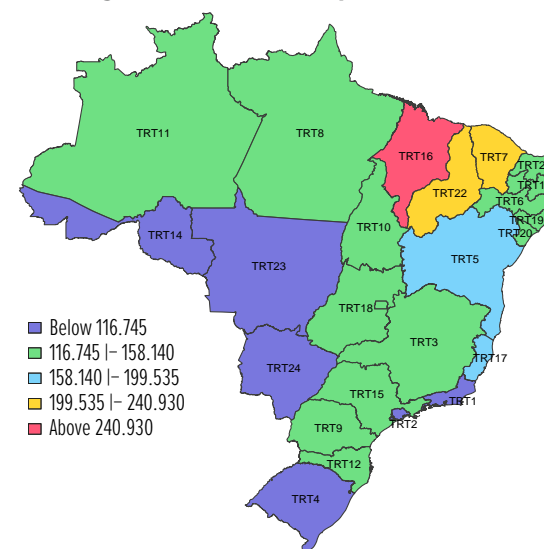 TRT11
TRT8
TRT16
TRT7
TRT2
TRT1
TRT22
TRT6
TRT19
TRT20
TRT10
TRT14
TRT5
TRT23
TRT18
TRT3
TRT17
TRT24
TRT15
TRT1
TRT2
TRT9
TRT12
TRT4
Below 116.745
116.745 |– 158.140
158.140 |– 199.535
199.535 |– 240.930
Above 240.930